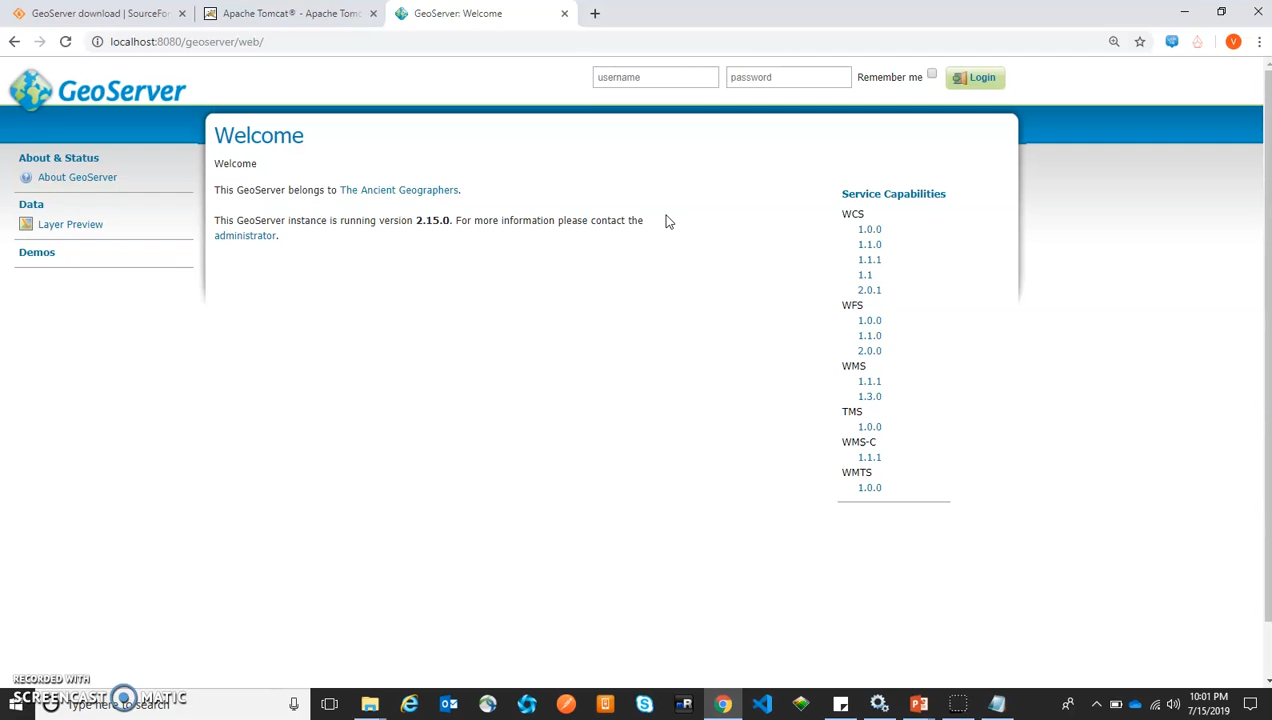 GeoServer download | SourceFor
Apache Tomcat® - Apache Tomc
GeoServer: Welcome
localhost:8080/geoserver/web/
V
GeoServer
username
password
Remember me
Login
Welcome
About & Status
About GeoServer
Data
Layer Preview
Demos
Welcome
This GeoServer belongs to The Ancient Geographers.
This GeoServer instance is running version 2.15.0. For more information please contact the
administrator.
Service Capabilities
WCS
1.0.0
1.1.0
1.1.1
1.1
2.0.1
WFS
1.0.0
1.1.0
2.0.0
WMS
1.1.1
1.3.0
TMS
1.0.0
WMS-C
1.1.1
WMTS
1.0.0
RECORDED WITH
SCREENCAST MATIC
Type here to search
10:01 PM
7/15/2019